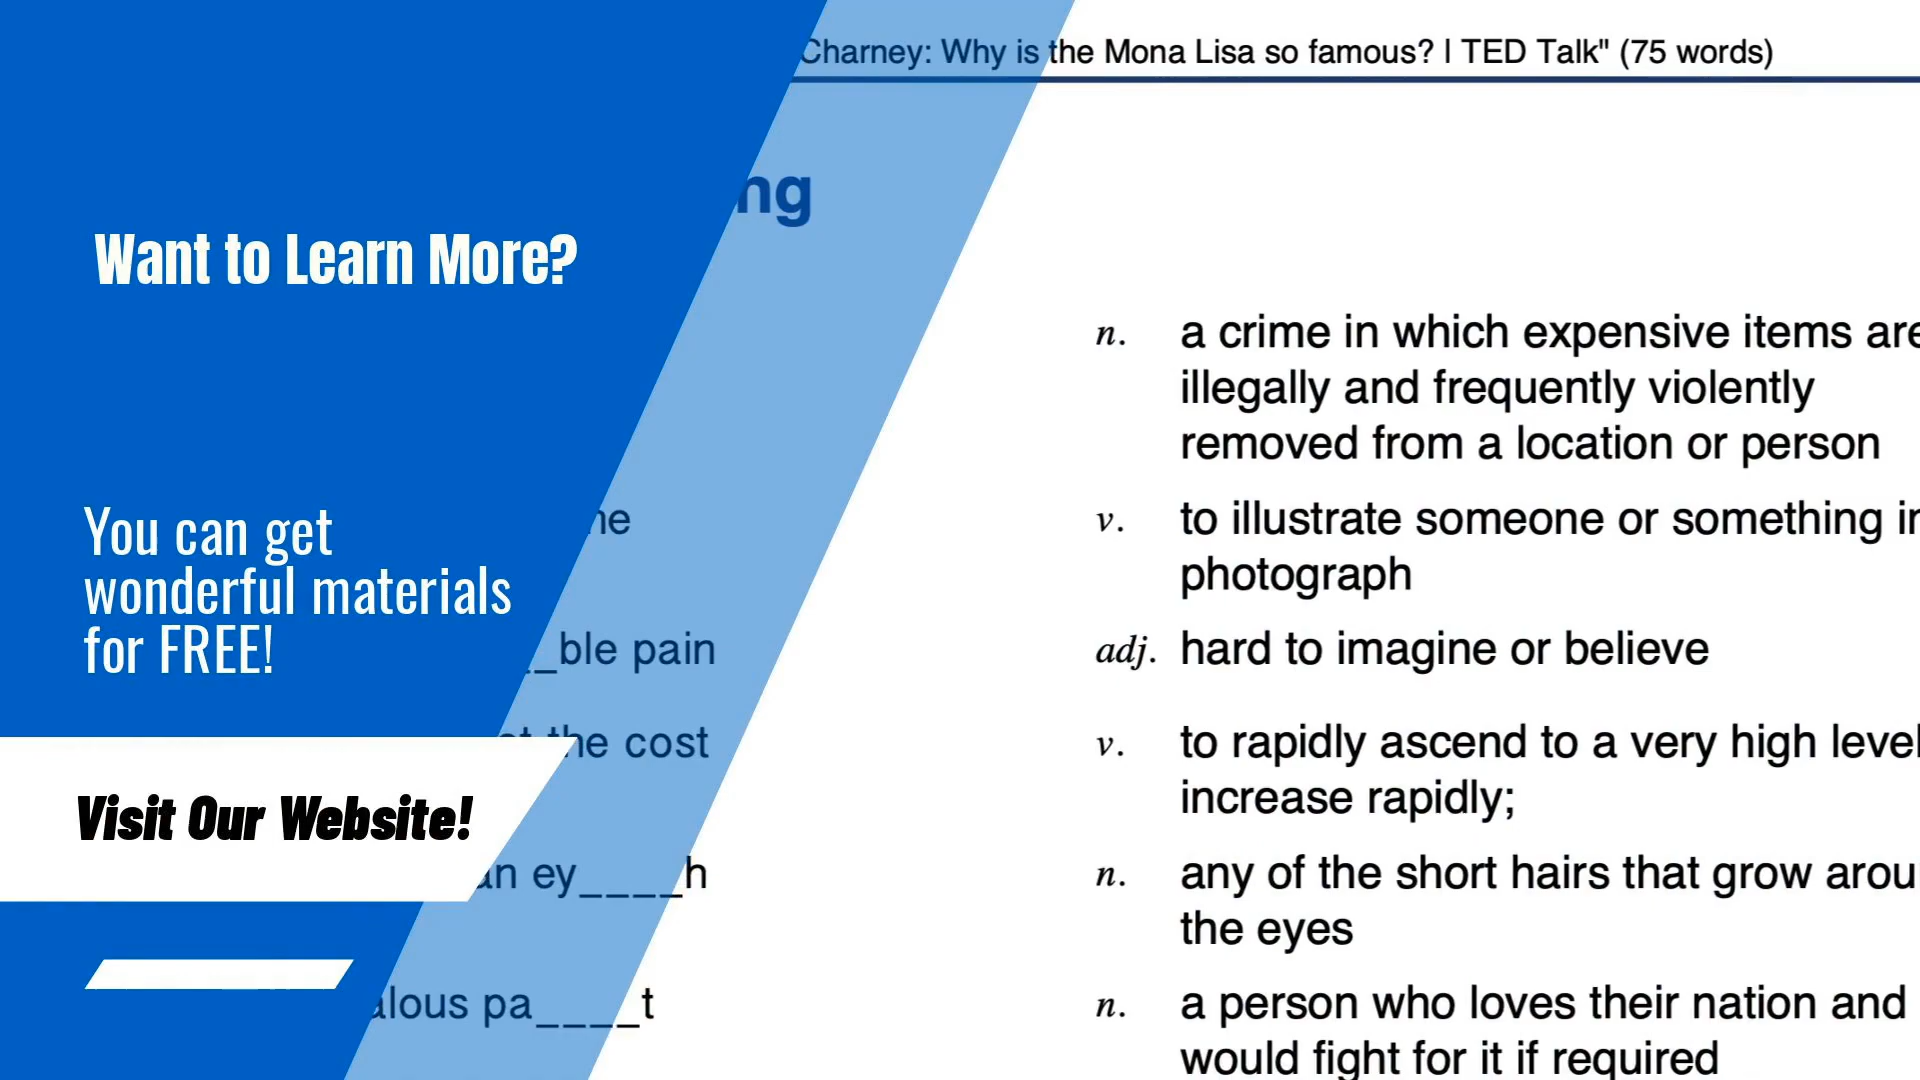 Charney: Why is the Mona Lisa so famous? | TED Talk" (75 words)
ng
Want to Learn More?
You can get
wonderful materials
for FREE!
Visit Our Website!
n. a crime in which expensive items are
illegally and frequently violently
removed from a location or person
ne
v. to illustrate someone or something in
photograph
_ble pain
adj. hard to imagine or believe
the cost
v. to rapidly ascend to a very high level
increase rapidly;
an ey____h
n. any of the short hairs that grow arou
the eyes
alous pa____t
n. a person who loves their nation and
would fight for it if required